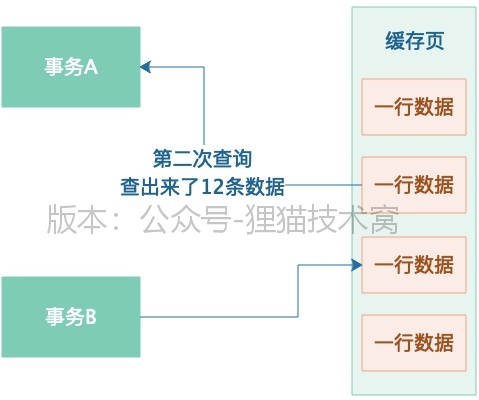 事务A
缓存页
一行数据
第二次查询
查出来了12条数据
一行数据
版本：公众号-狸猫技术窝
一行数据
事务B
一行数据